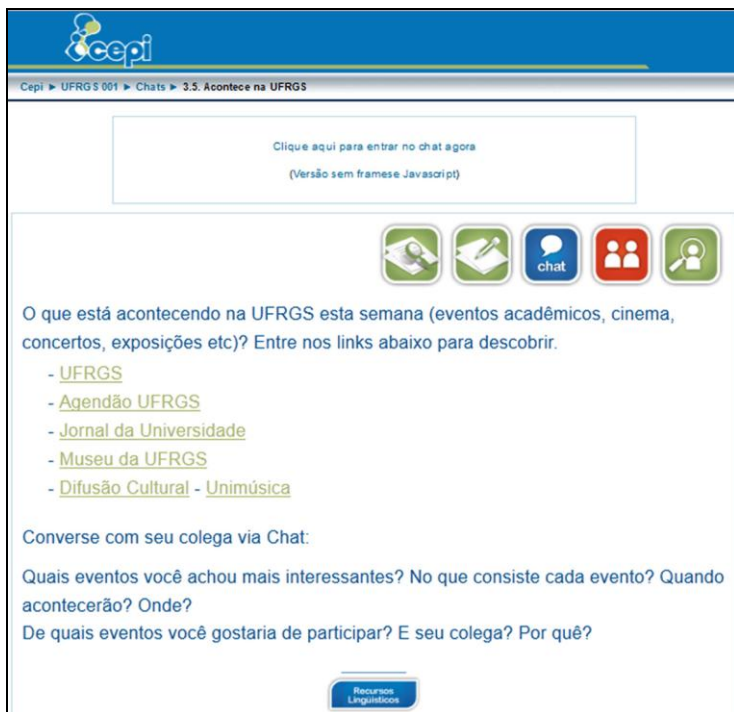 cepi
Cepi ► UFRGS 001 ► Chats ► 3.5. Acontece na UFRGS
Clique aqui para entrar no chat agora
(Versão sem framese Javascript)
chat
O que está acontecendo na UFRGS esta semana (eventos acadêmicos, cinema,
concertos, exposições etc)? Entre nos links abaixo para descobrir.
- UFRGS
- Agendão UFRGS
- Jornal da Universidade
- Museu da UFRGS
- Difusão Cultural - Unimúsica
Converse com seu colega via Chat:
Quais eventos você achou mais interessantes? No que consiste cada evento? Quando
acontecerão? Onde?
De quais eventos você gostaria de participar? E seu colega? Por quê?
Recursos
Lingüísticos